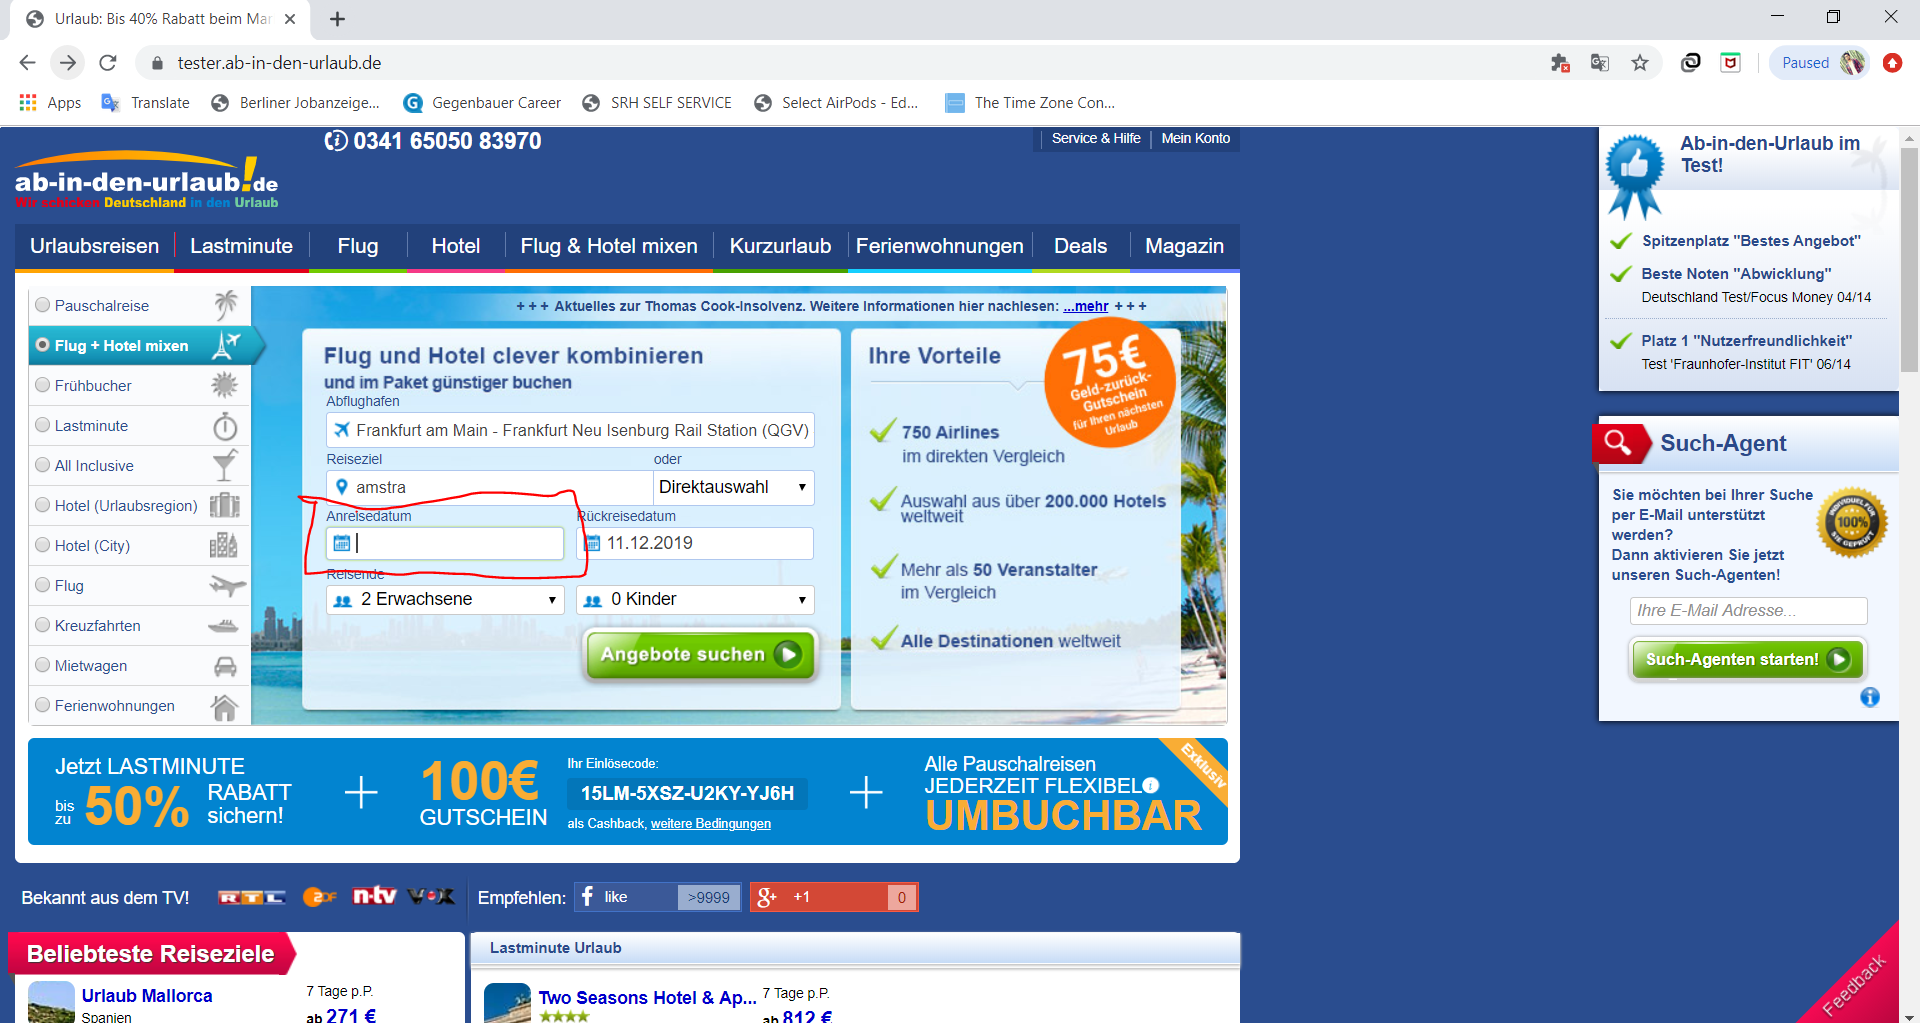 Urlaub: Bis 40% Rabatt beim Mar
tester.ab-in-den-urlaub.de
Paused
Apps
Translate
Berliner Jobanzeige...
Gegenbauer Career
SRH SELF SERVICE
Select AirPods - Ed...
The Time Zone Con...
0341 65050 83970
Service & Hilfe
Mein Konto
ab-in-den-urlaub!de
Wir schicken Deutschland in den Urlaub
Urlaubsreisen
Lastminute
Flug
Hotel
Flug & Hotel mixen
Kurzurlaub
Ferienwohnungen
Deals
Magazin
Pauschalreise
Flug + Hotel mixen
Frühbucher
Lastminute
All Inclusive
Hotel (Urlaubsregion)
Hotel (City)
Flug
Kreuzfahrten
Mietwagen
Ferienwohnungen
+ + + Aktuelles zur Thomas Cook-Insolvenz. Weitere Informationen hier nachlesen: ...mehr + + +
Flug und Hotel clever kombinieren
und im Paket günstiger buchen
Abflughafen
Frankfurt am Main - Frankfurt Neu Isenburg Rail Station (QGV)
Reiseziel
oder
amstra
Direktauswahl
Anreisedatum
Rückreisedatum
11.12.2019
Reisende
2 Erwachsene
0 Kinder
Angebote suchen
Ihre Vorteile
75€
Geld-zurück-
Gutschein
für Ihren nächsten
Urlaub
750 Airlines
im direkten Vergleich
Auswahl aus über 200.000 Hotels
weltweit
Mehr als 50 Veranstalter
im Vergleich
Alle Destinationen weltweit
Ab-in-den-Urlaub im
Test!
Spitzenplatz "Bestes Angebot"
Beste Noten "Abwicklung"
Deutschland Test/Focus Money 04/14
Platz 1 "Nutzerfreundlichkeit"
Test 'Fraunhofer-Institut FIT' 06/14
Such-Agent
Sie möchten bei Ihrer Suche
per E-Mail unterstützt
werden?
Dann aktivieren Sie jetzt
unseren Such-Agenten!
INDIVIDUELL FÜR
100%
SIE GEPRÜFT
Ihre E-Mail Adresse...
Such-Agenten starten!
Jetzt LASTMINUTE
bis zu 50% RABATT
sichern!
100€
GUTSCHEIN
Ihr Einlösecode:
15LM-5XSZ-U2KY-YJ6H
als Cashback, weitere Bedingungen
Alle Pauschalreisen
JEDERZEIT FLEXIBEL
UMBUCHBAR
Exklusiv
Bekannt aus dem TV!
RTL
ZDF
n-tv
VOX
Empfehlen:
like
>9999
g+
+1
0
Beliebteste Reiseziele
Urlaub Mallorca
Spanien
7 Tage p.P.
ab 271 €
Lastminute Urlaub
Two Seasons Hotel & Ap...
7 Tage p.P.
ab 812 €
Feedback